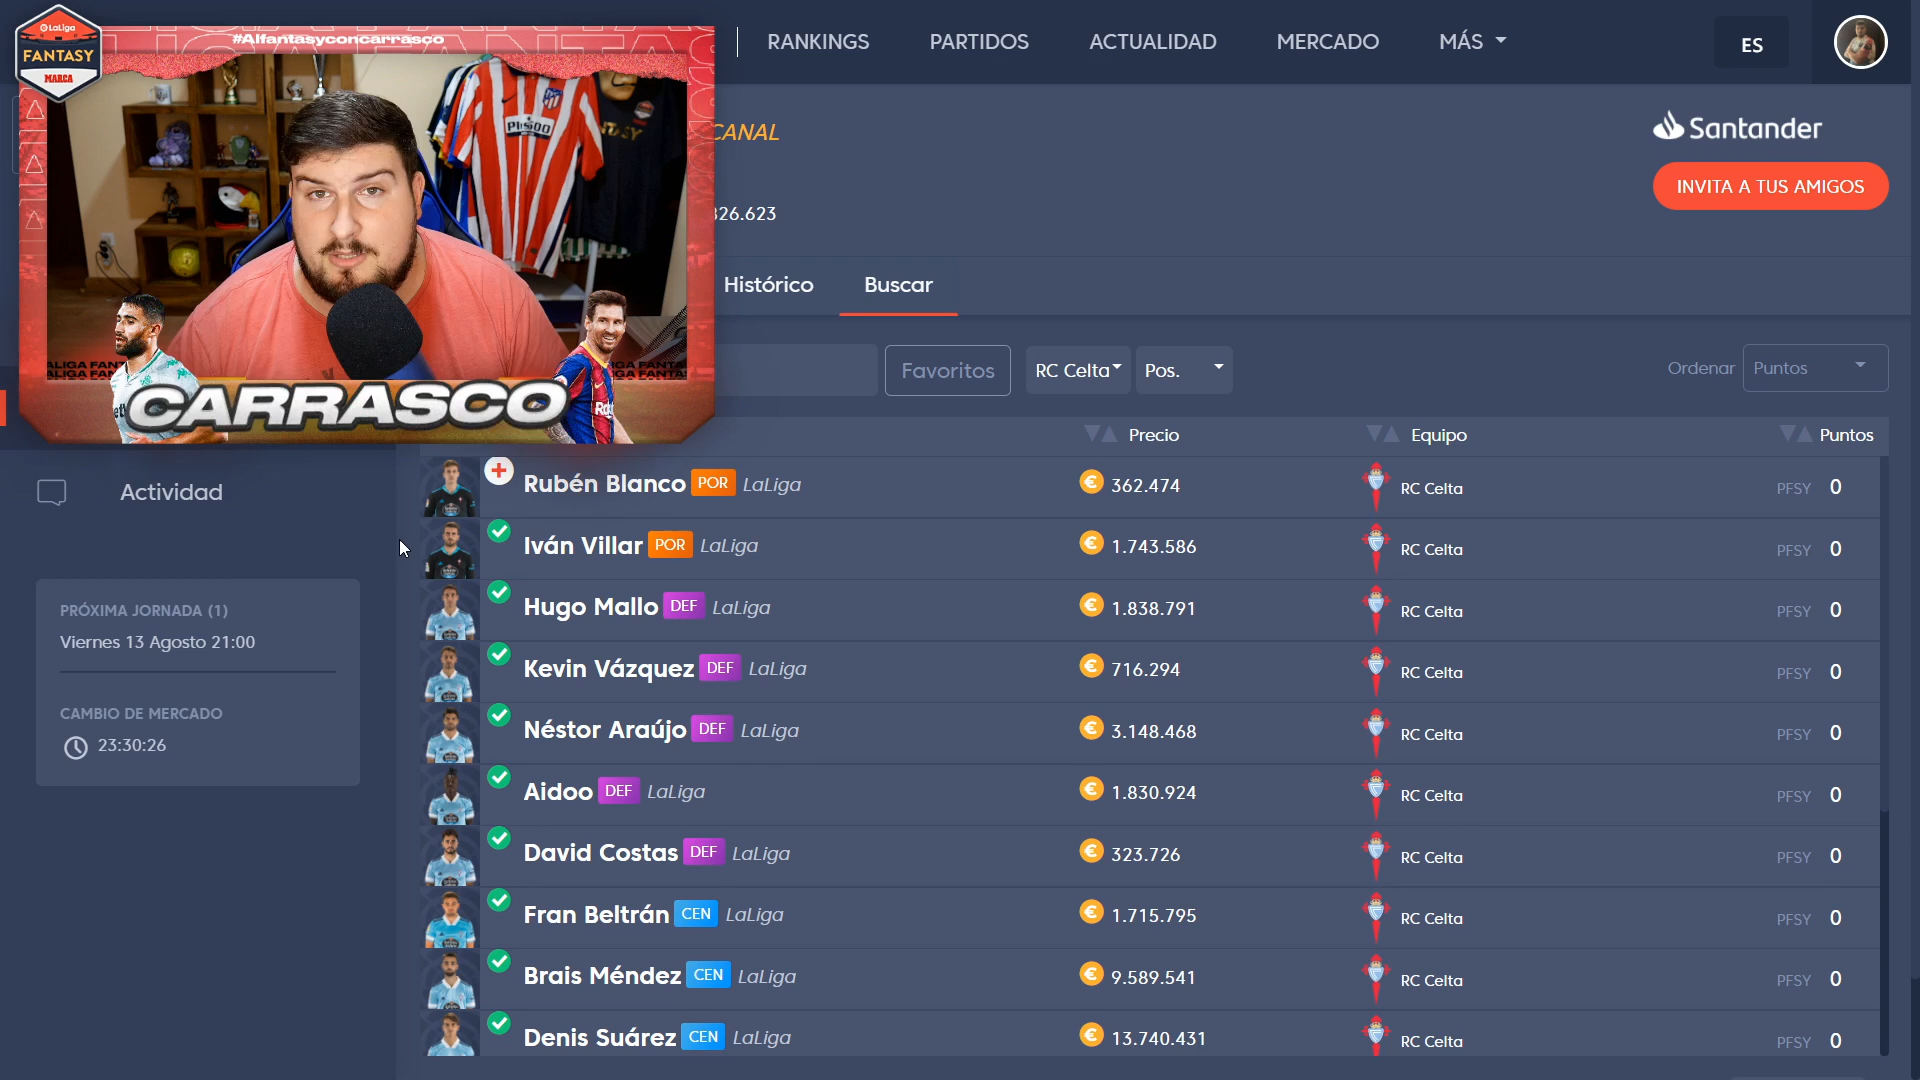 LaLiga
FANTASY
MARCA
#Alfantasyconcarrasco
Plus500
CARRASCO
RANKINGS
PARTIDOS
ACTUALIDAD
MERCADO
MÁS
ES
CANAL
826.623
Santander
INVITA A TUS AMIGOS
Histórico
Buscar
Favoritos
RC Celta
Pos.
Ordenar
Puntos
Precio
Equipo
Puntos
Actividad
PRÓXIMA JORNADA (1)
Viernes 13 Agosto 21:00
CAMBIO DE MERCADO
23:30:26
Rubén Blanco POR LaLiga 362.474 RC Celta PFSY 0
Iván Villar POR LaLiga 1.743.586 RC Celta PFSY 0
Hugo Mallo DEF LaLiga 1.838.791 RC Celta PFSY 0
Kevin Vázquez DEF LaLiga 716.294 RC Celta PFSY 0
Néstor Araújo DEF LaLiga 3.148.468 RC Celta PFSY 0
Aidoo DEF LaLiga 1.830.924 RC Celta PFSY 0
David Costas DEF LaLiga 323.726 RC Celta PFSY 0
Fran Beltrán CEN LaLiga 1.715.795 RC Celta PFSY 0
Brais Méndez CEN LaLiga 9.589.541 RC Celta PFSY 0
Denis Suárez CEN LaLiga 13.740.431 RC Celta PFSY 0